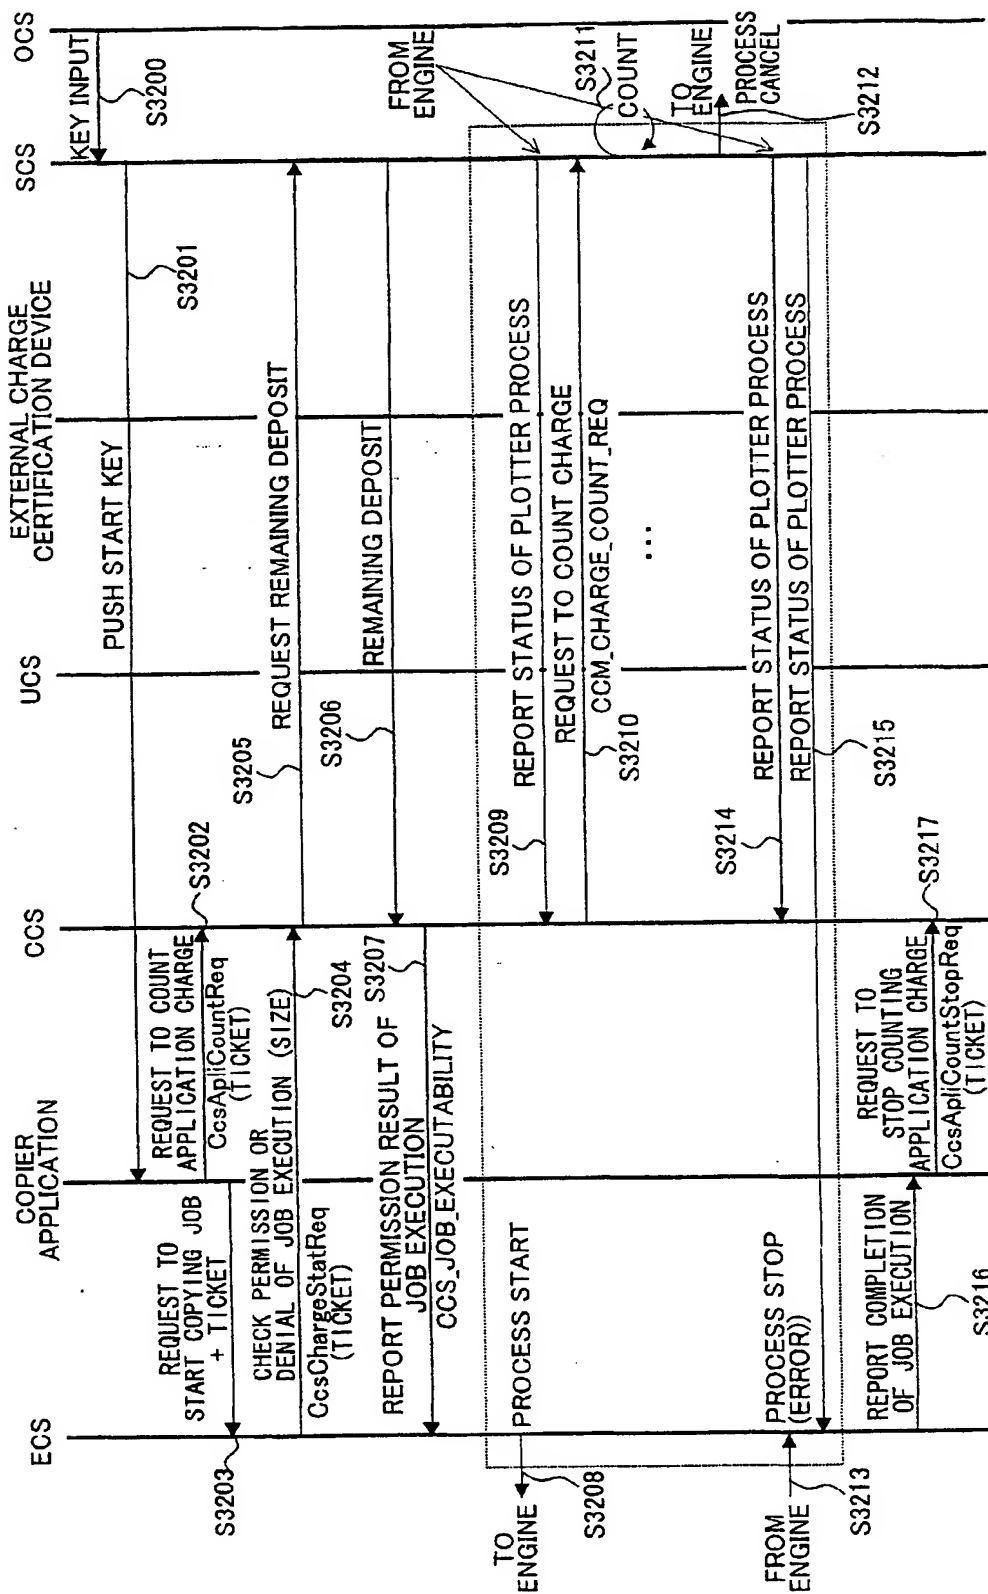 ECS
COPIER
APPLICATION
CCS
UCS
EXTERNAL CHARGE
CERTIFICATION DEVICE
SCS
OCS
KEY INPUT
S3200
PUSH START KEY
S3201
REQUEST TO COUNT
APPLICATION CHARGE
CcsApliCountReq
(TICKET)
S3202
REQUEST TO
START COPYING JOB
+ TICKET
S3203
CHECK PERMISSION OR
DENIAL OF JOB EXECUTION (SIZE)
CcsChargeStatReq
(TICKET)
S3204
REQUEST REMAINING DEPOSIT
S3205
REMAINING DEPOSIT
S3206
REPORT PERMISSION RESULT OF
JOB EXECUTION
CCS_JOB_EXECUTABILITY
S3207
PROCESS START
TO
ENGINE
S3208
FROM
ENGINE
REPORT STATUS OF PLOTTER PROCESS
S3209
REQUEST TO COUNT CHARGE
CCM_CHARGE_COUNT_REQ
S3210
S3211
COUNT
...
TO
ENGINE
PROCESS
CANCEL
S3212
PROCESS STOP
(ERROR))
FROM
ENGINE
S3213
REPORT STATUS OF PLOTTER PROCESS
S3214
REPORT STATUS OF PLOTTER PROCESS
S3215
REPORT COMPLETION
OF JOB EXECUTION
S3216
REQUEST TO
STOP COUNTING
APPLICATION CHARGE
CcsApliCountStopReq
(TICKET)
S3217